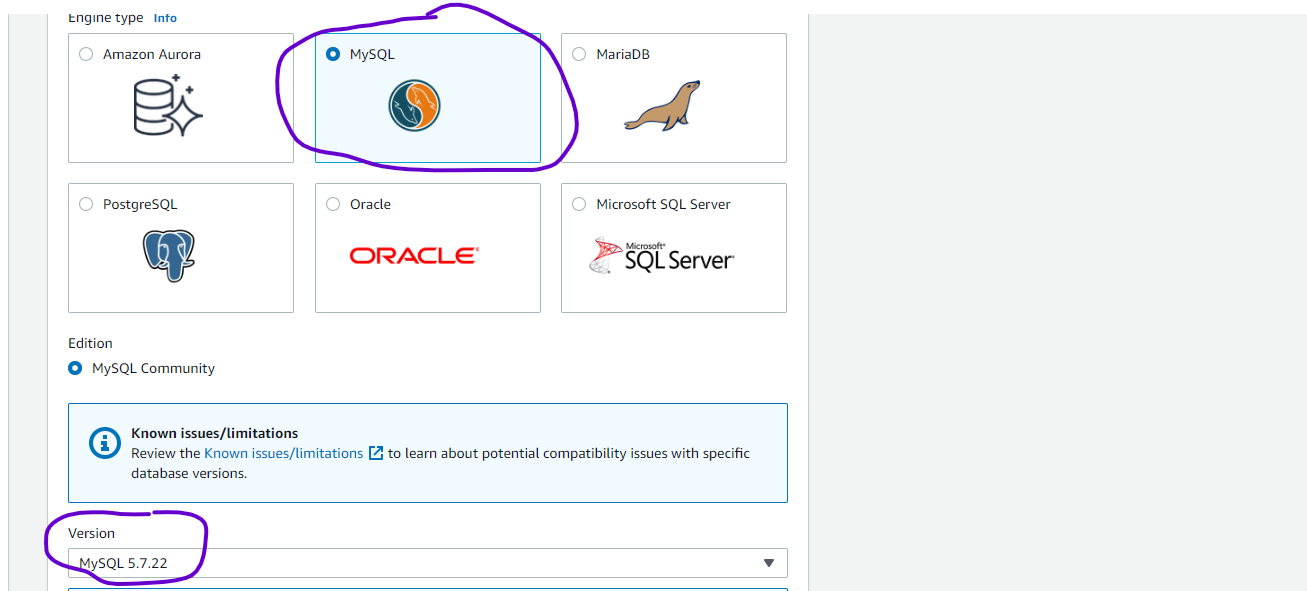 Engine type Info
Amazon Aurora
MySQL
MariaDB
PostgreSQL
Oracle
ORACLE
Microsoft SQL Server
Microsoft®
SQL Server
Edition
MySQL Community
Known issues/limitations
Review the Known issues/limitations to learn about potential compatibility issues with specific
database versions.
Version
MySQL 5.7.22